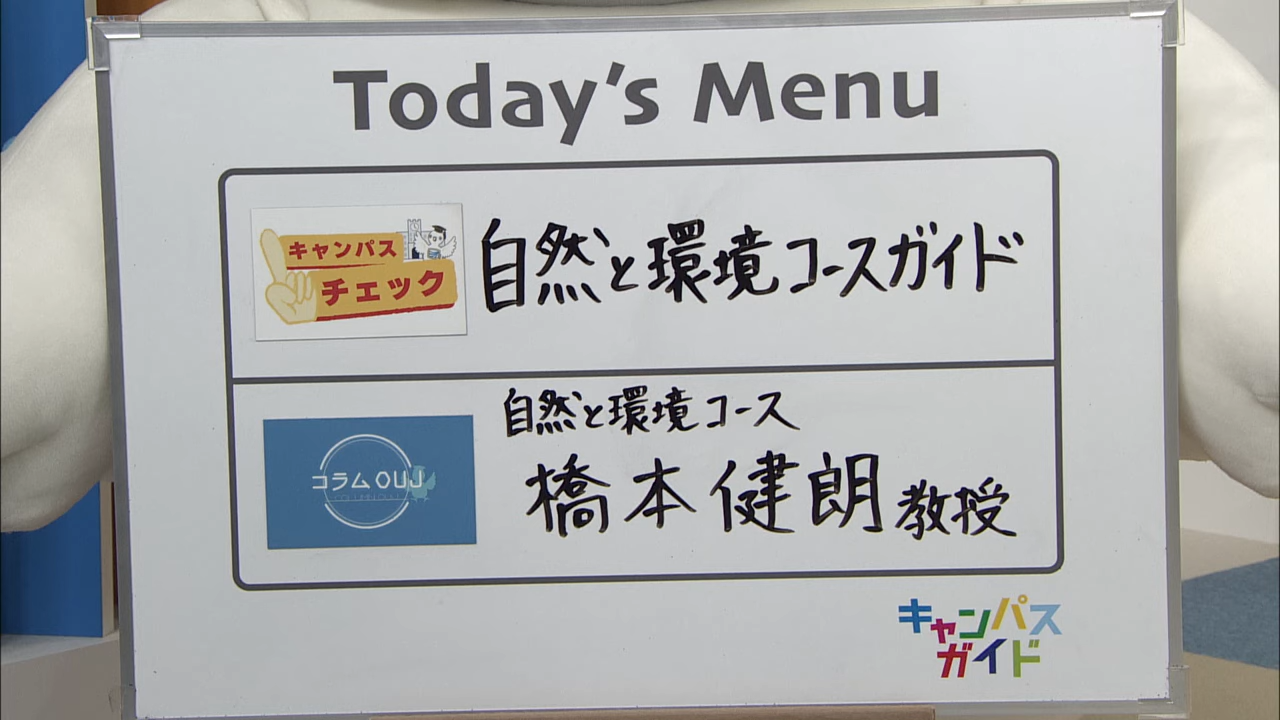 Today's Menu
キャンパス
チェック
自然と環境コースガイド
自然と環境コース
コラムOUJ
橋本健朗教授
キャンパス
ガイド